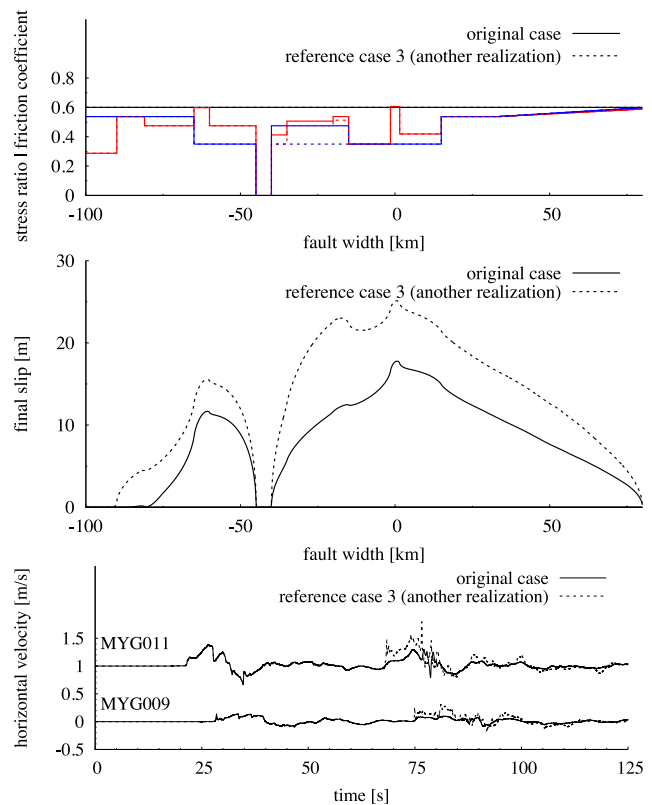 original case
reference case 3 (another realization)
stress ratio | friction coefficient
0.8
0.6
0.4
0.2
0
-100
-50
0
50
fault width [km]
original case
reference case 3 (another realization)
final slip [m]
30
20
10
0
-100
-50
0
50
fault width [km]
original case
reference case 3 (another realization)
horizontal velocity [m/s]
MYG011
MYG009
1.5
1
0.5
0
-0.5
0
25
50
75
100
125
time [s]